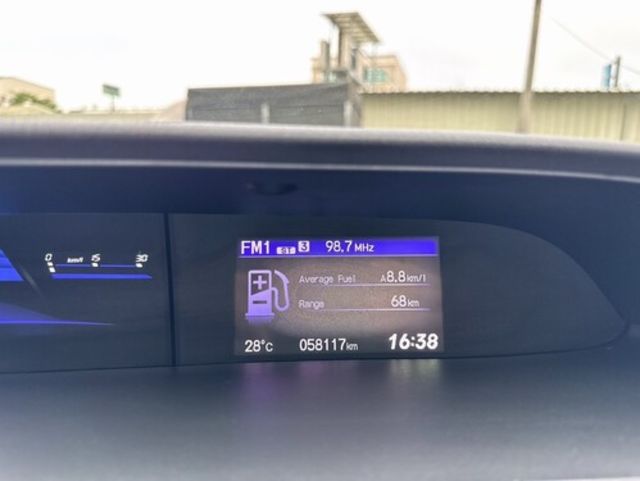 FM1 ST 3 98.7 MHz
0 km/l 15 30
Average Fuel A8.8 km/l
Range 68 km
28°C 058117 km 16:38